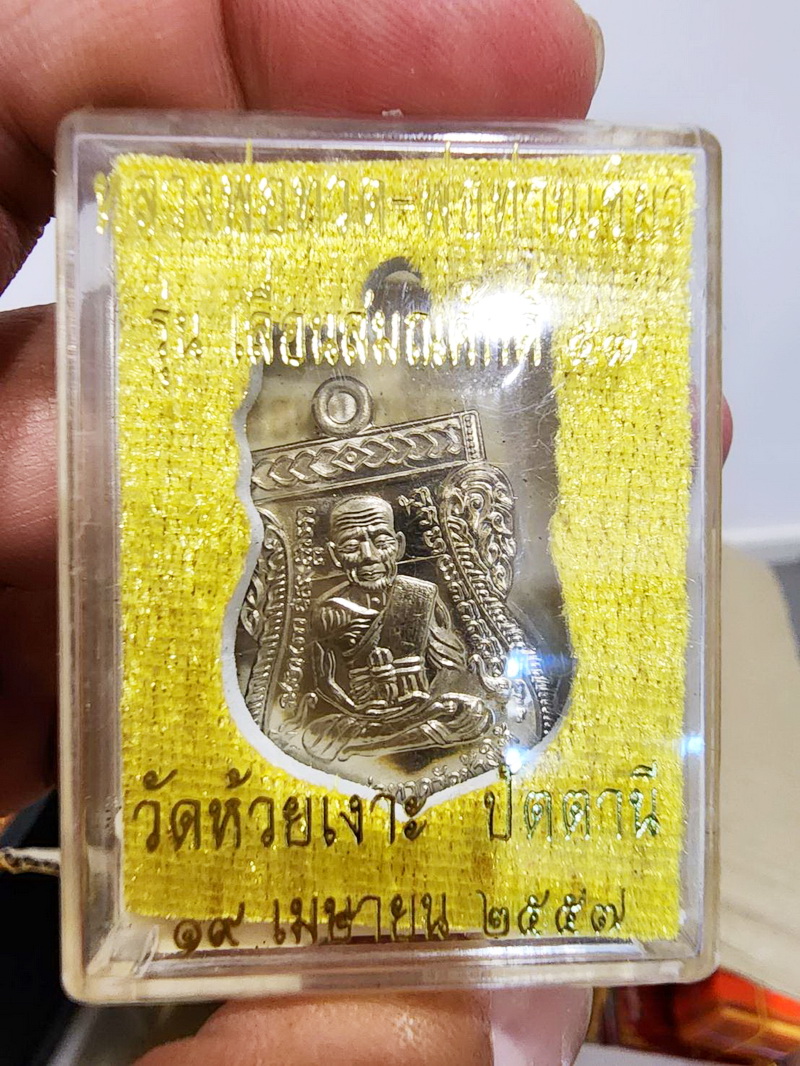 หลวงพ่อทวด-พ่อท่านเขียว
รุ่น เลื่อนสมณศักดิ์ ๕๗
วัดห้วยเงาะ ปัตตานี
๑๙ เมษายน ๒๕๕๗